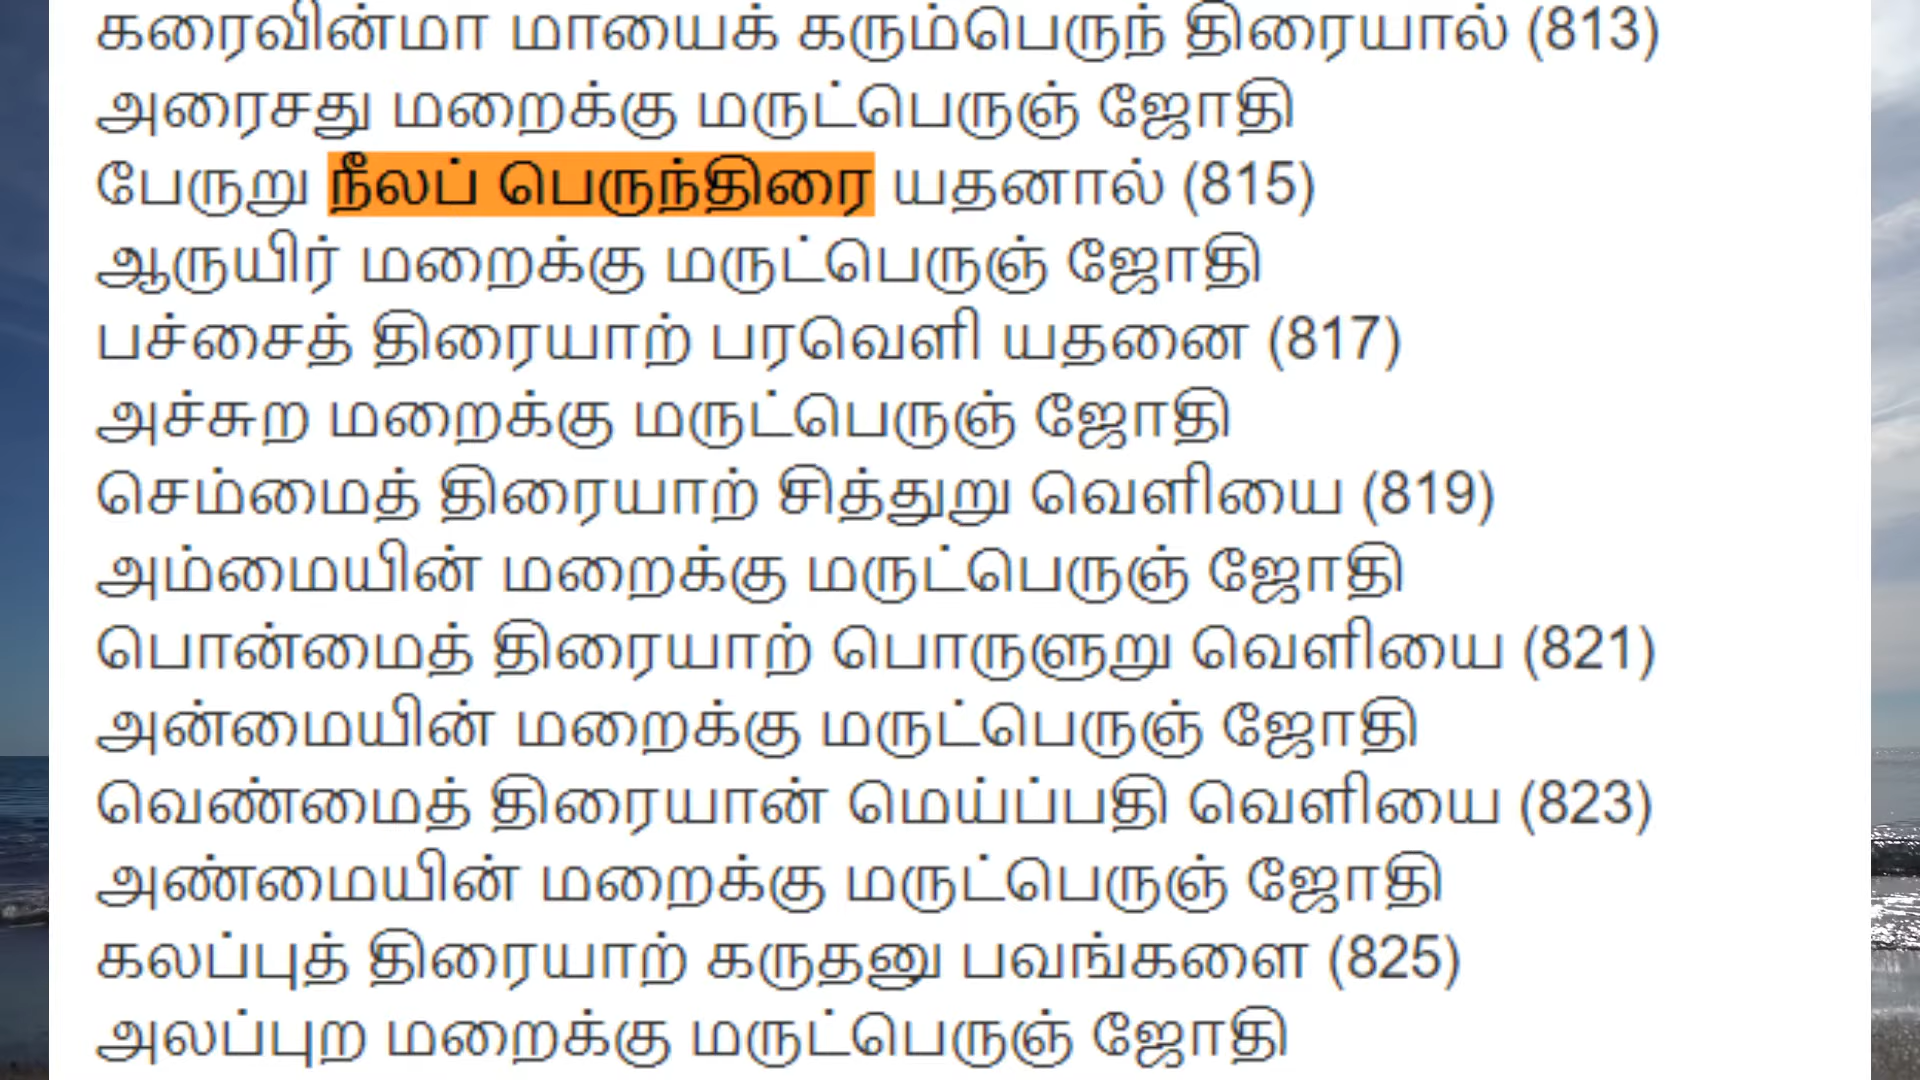 கரைவின்மா மாயைக் கரும்பெருந் திரையால் (813)
அரைசது மறைக்கு மருட்பெருஞ் ஜோதி
பேருறு நீலப் பெருந்திரை யதனால் (815)
ஆருயிர் மறைக்கு மருட்பெருஞ் ஜோதி
பச்சைத் திரையாற் பரவெளி யதனை (817)
அச்சுற மறைக்கு மருட்பெருஞ் ஜோதி
செம்மைத் திரையாற் சித்துறு வெளியை (819)
அம்மையின் மறைக்கு மருட்பெருஞ் ஜோதி
பொன்மைத் திரையாற் பொருளுறு வெளியை (821)
அன்மையின் மறைக்கு மருட்பெருஞ் ஜோதி
வெண்மைத் திரையான் மெய்ப்பதி வெளியை (823)
அண்மையின் மறைக்கு மருட்பெருஞ் ஜோதி
கலப்புத் திரையாற் கருதனு பவங்களை (825)
அலப்புற மறைக்கு மருட்பெருஞ் ஜோதி